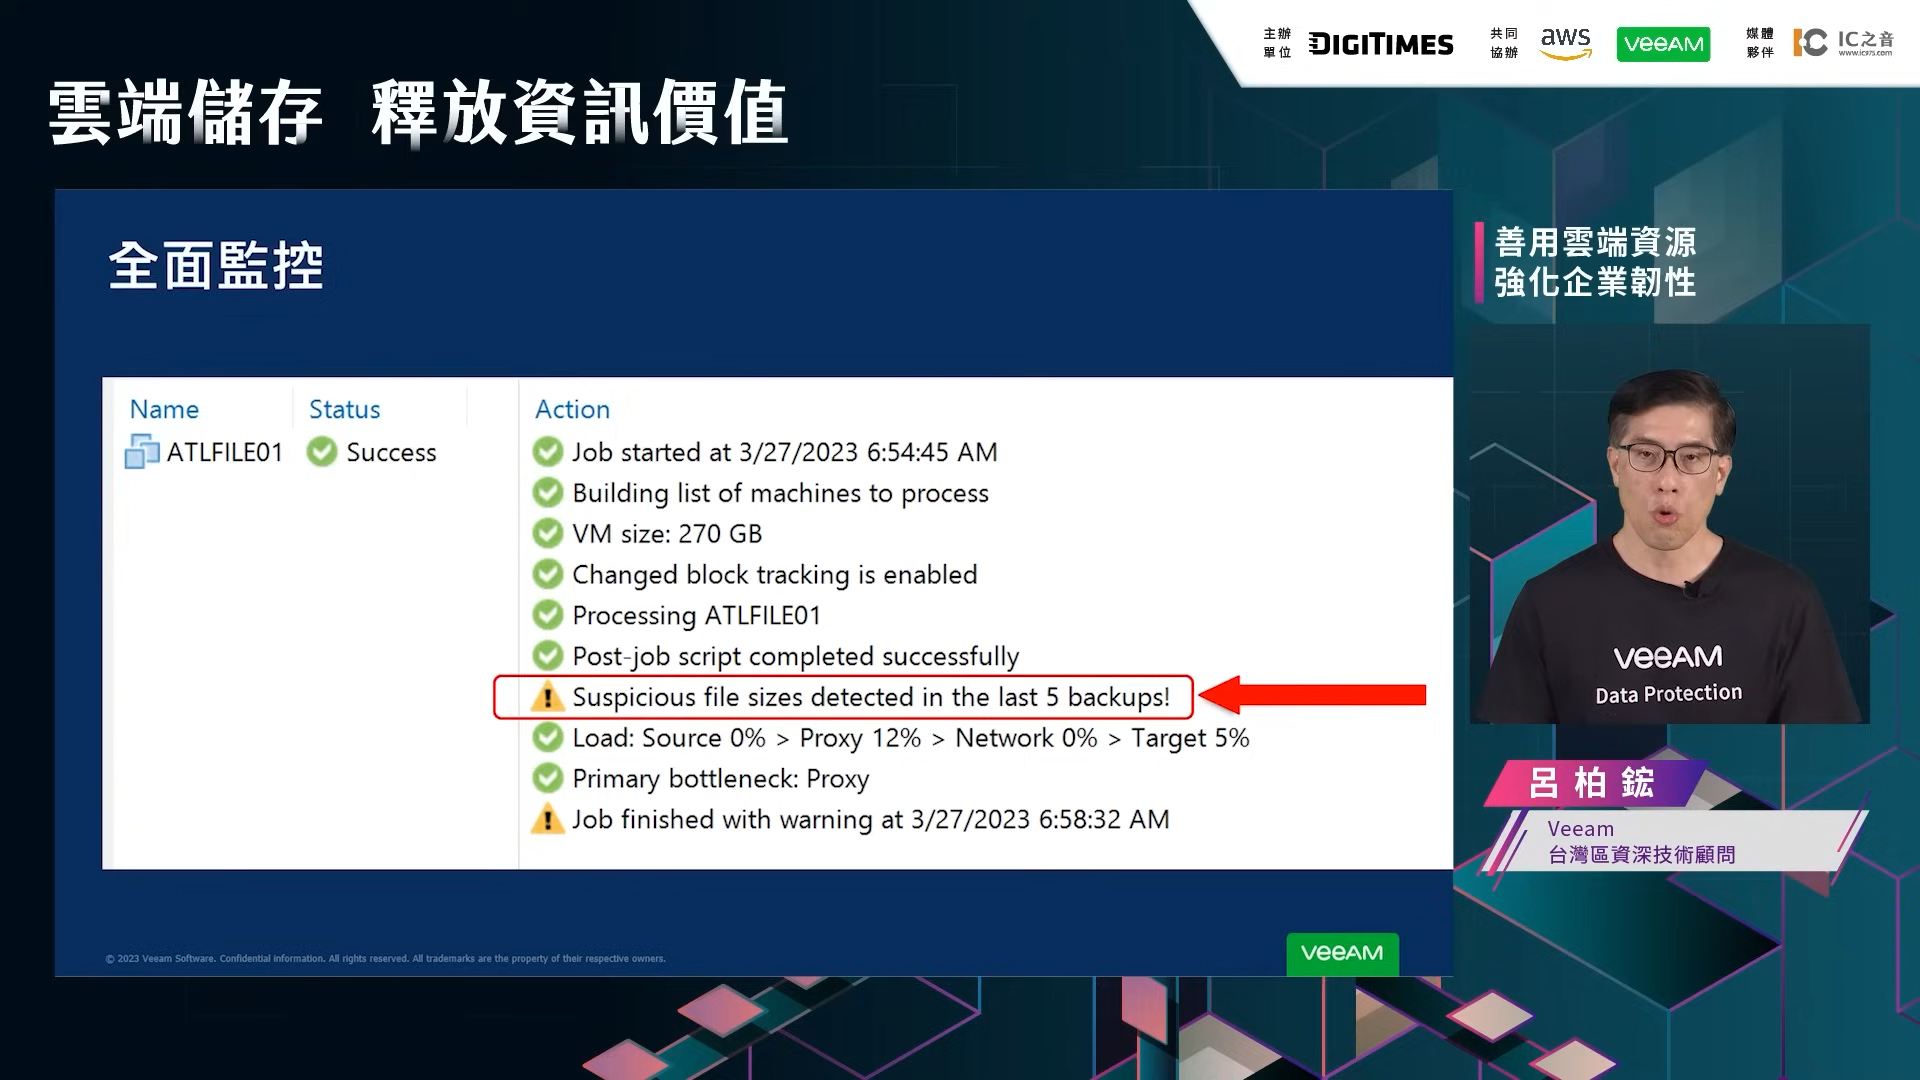 主辦
單位
DIGITIMES
共同
協辦
aws
veeAM
媒體
夥伴
IC之音
www.ic975.com
雲端儲存 釋放資訊價值
全面監控
善用雲端資源
強化企業韌性
Name Status Action
ATLFILE01 Success
Job started at 3/27/2023 6:54:45 AM
Building list of machines to process
VM size: 270 GB
Changed block tracking is enabled
Processing ATLFILE01
Post-job script completed successfully
Suspicious file sizes detected in the last 5 backups!
Load: Source 0% > Proxy 12% > Network 0% > Target 5%
Primary bottleneck: Proxy
Job finished with warning at 3/27/2023 6:58:32 AM
veeAM
Data Protection
呂柏鋐
Veeam
台灣區資深技術顧問
© 2023 Veeam Software. Confidential information. All rights reserved. All trademarks are the property of their respective owners.
veeAM